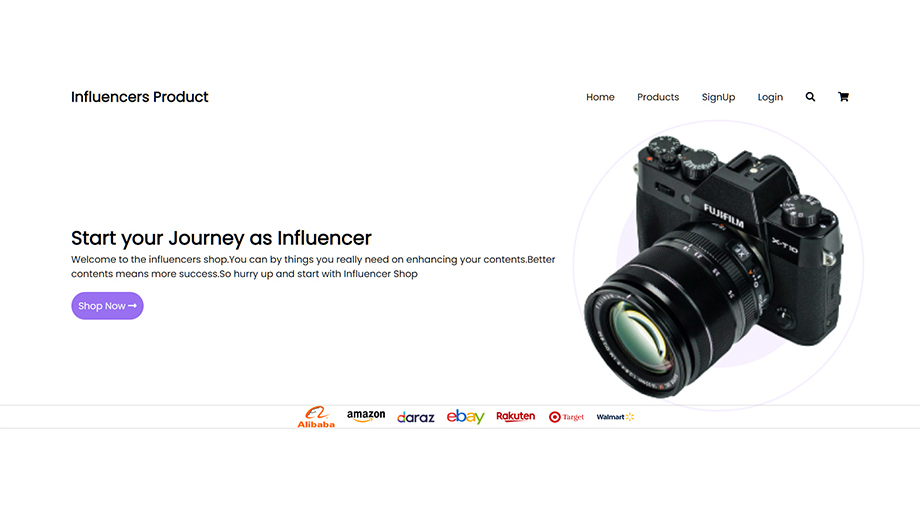 Influencers Product
Home Products SignUp Login
Start your Journey as Influencer
Welcome to the influencers shop.You can by things you really need on enhancing your contents.Better
contents means more success.So hurry up and start with Influencer Shop
Shop Now
FUJIFILM
X-T10
Alibaba amazon daraz ebay Rakuten Target Walmart